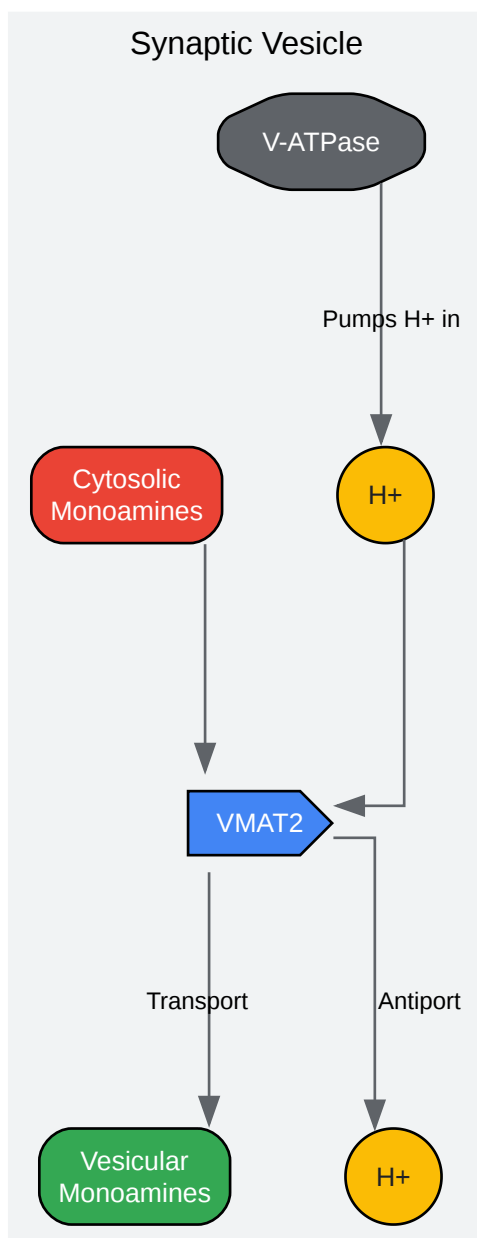 Synaptic Vesicle
V-ATPase
Pumps H+ in
Cytosolic
Monoamines
H+
VMAT2
Transport
Antiport
Vesicular
Monoamines
H+